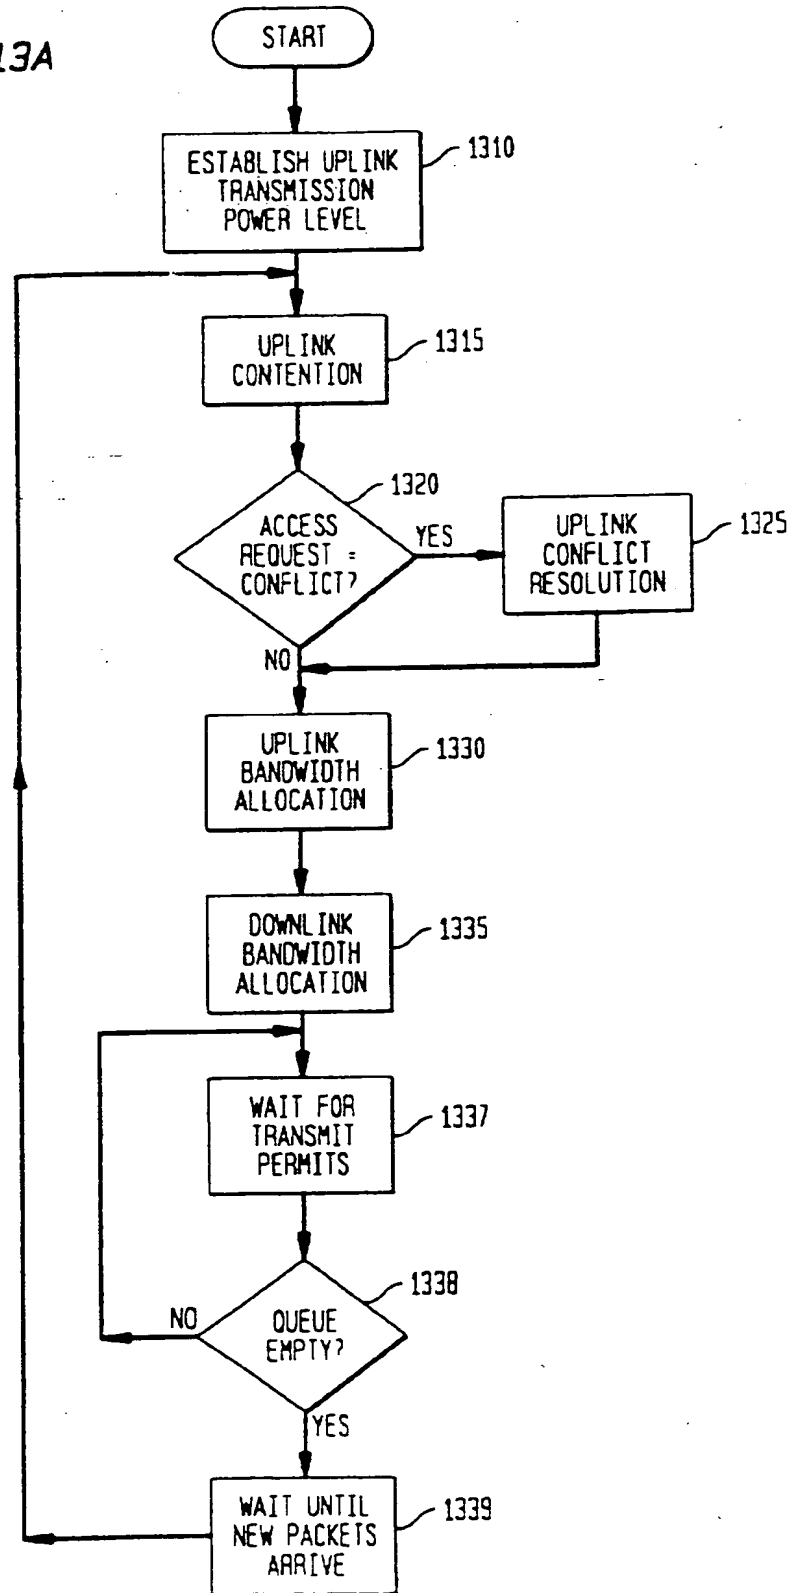 13A
START
ESTABLISH UPLINK
TRANSMISSION
POWER LEVEL
1310
UPLINK
CONTENTION
1315
1320
ACCESS
REQUEST =
CONFLICT?
YES
UPLINK
CONFLICT
RESOLUTION
1325
NO
UPLINK
BANDWIDTH
ALLOCATION
1330
DOWNLINK
BANDWIDTH
ALLOCATION
1335
WAIT FOR
TRANSMIT
PERMITS
1337
1338
NO
QUEUE
EMPTY?
YES
WAIT UNTIL
NEW PACKETS
ARRIVE
1339